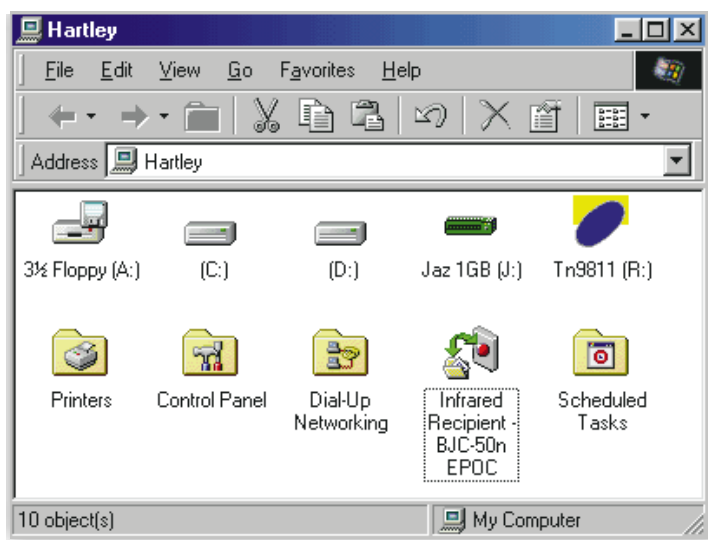 Hartley
File Edit View Go Favorites Help
Address Hartley
3½ Floppy (A:) (C:) (D:) Jaz 1GB (J:) Tn9811 (R:)
Printers Control Panel Dial-Up Networking Infrared Recipient - BJC-50n EPOC Scheduled Tasks
10 object(s) My Computer